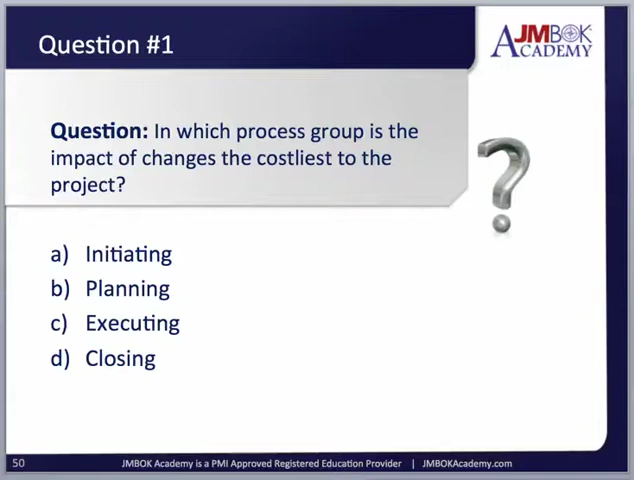 Question #1
AJMBOK
ACADEMY
Question: In which process group is the
impact of changes the costliest to the
project?
a) Initiating
b) Planning
c) Executing
d) Closing
50
JMBOK Academy is a PMI Approved Registered Education Provider | JMBOKAcademy.com